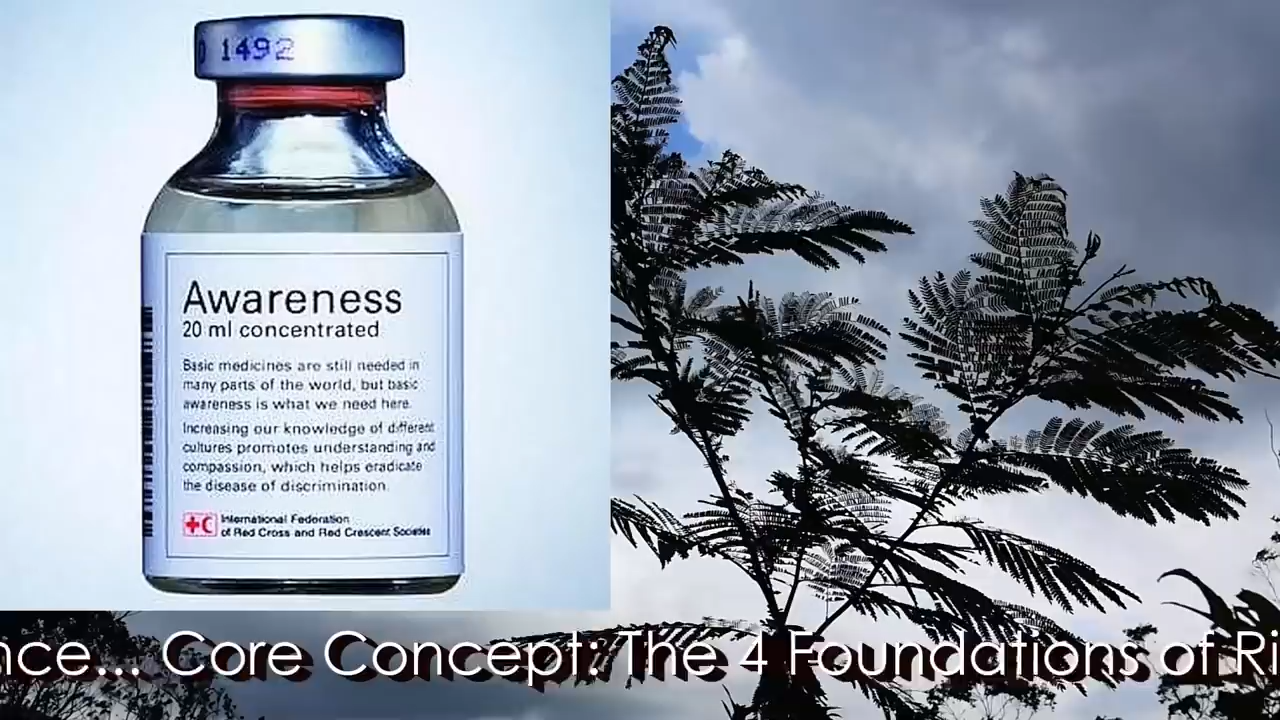 1492
Awareness
20 ml concentrated
Basic medicines are still needed in
many parts of the world, but basic
awareness is what we need here.
Increasing our knowledge of different
cultures promotes understanding and
compassion, which helps eradicate
the disease of discrimination.
International Federation
of Red Cross and Red Crescent Societies
nce... Core Concept: The 4 Foundations of Ri